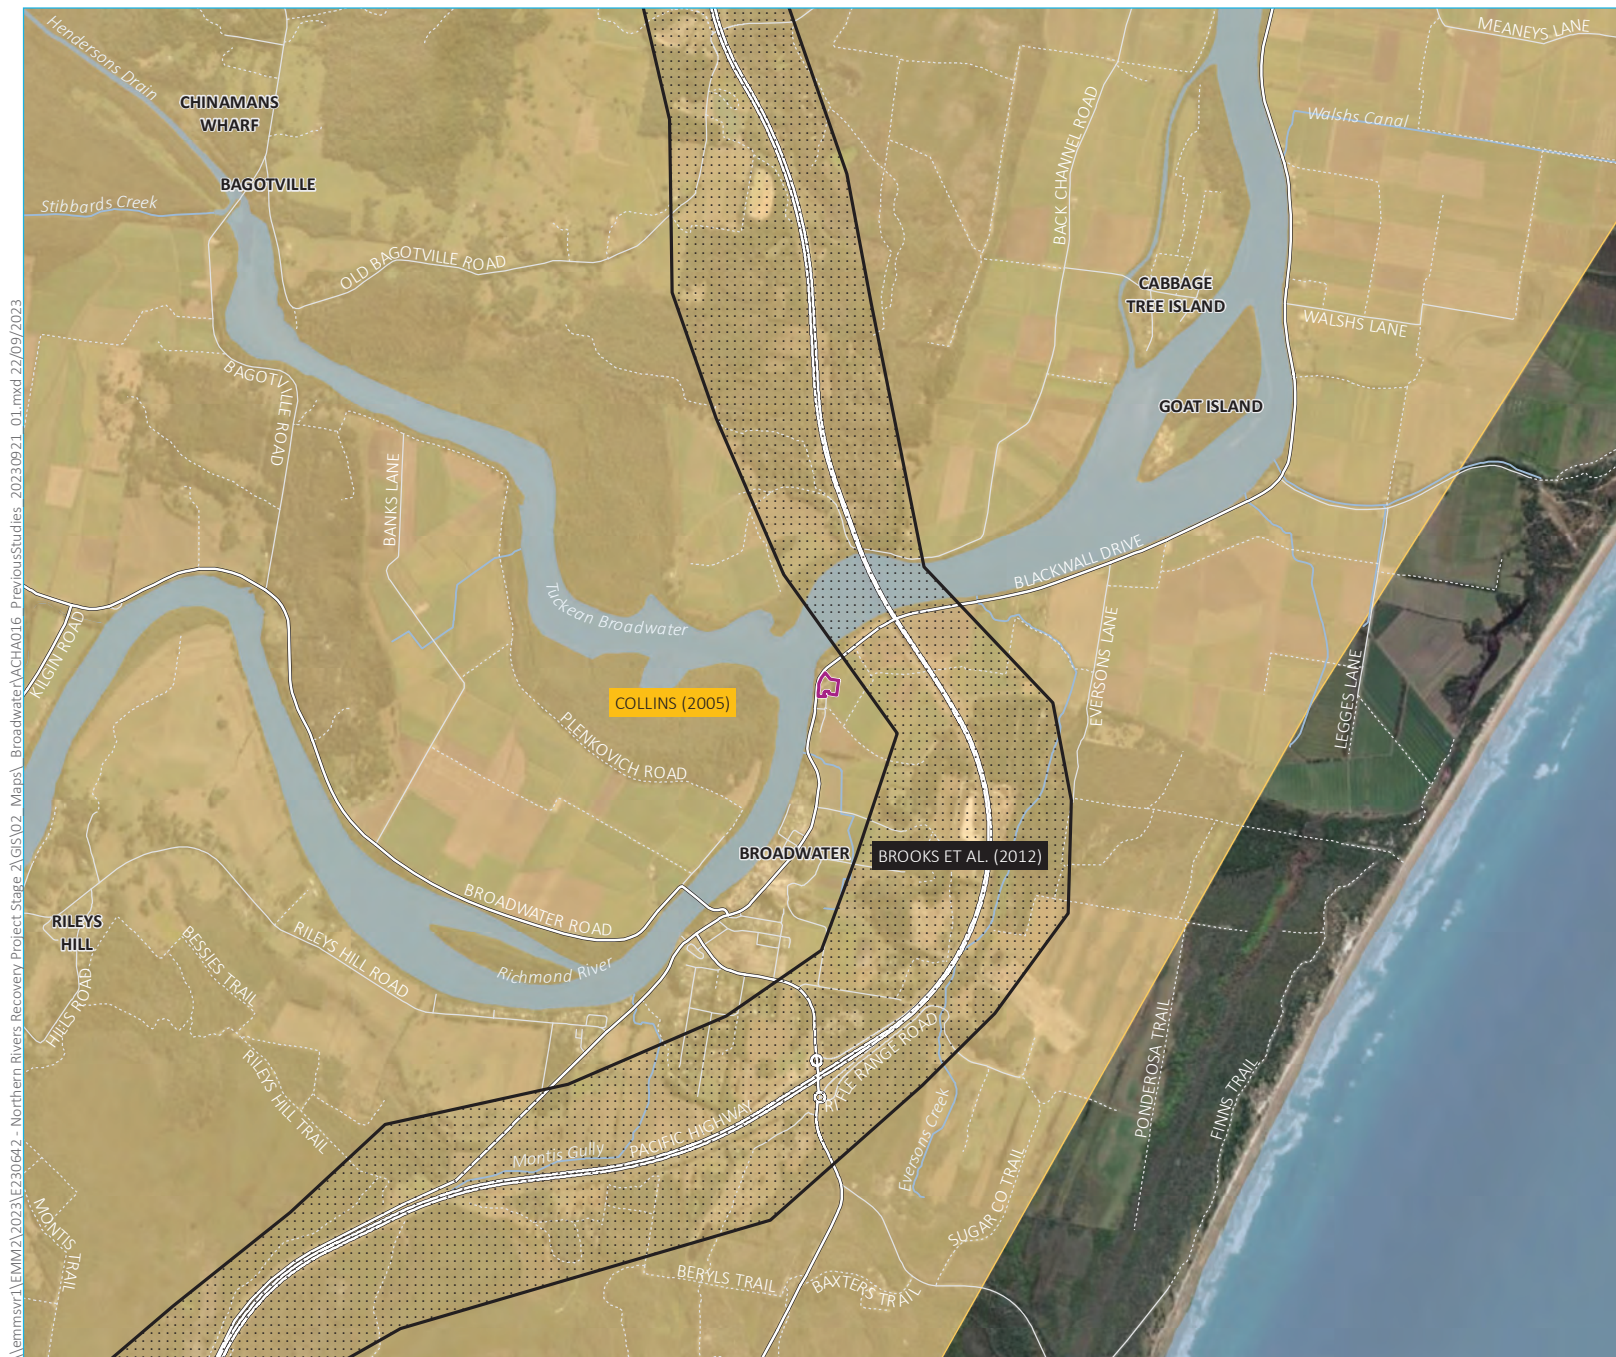 MEANEYS LANE
Hendersons Drain
CHINAMANS
WHARF
Walshs Canal
BACK CHANNEL ROAD
BAGOTVILLE
Stibbards Creek
OLD BAGOTVILLE ROAD
CABBAGE
TREE ISLAND
WALSHS LANE
BAGOTVILLE ROAD
GOAT ISLAND
BANKS LANE
BLACKWALL DRIVE
Tuckean Broadwater
KILGIN ROAD
EVERSONS LANE
LEGGES LANE
COLLINS (2005)
PLENKOVICH ROAD
BROADWATER
BROOKS ET AL. (2012)
BROADWATER ROAD
RILEYS
HILL
BESSIES TRAIL
RILEYS HILL ROAD
Richmond River
HILLS ROAD
RIFLE RANGE ROAD
PONDEROSA TRAIL
FINNS TRAIL
RILEYS HILL TRAIL
PACIFIC HIGHWAY
Montis Gully
Eversons Creek
SUGAR CO TRAIL
MONTIS TRAIL
BERYLS TRAIL
BAXTERS TRAIL
\\emmsvr1\EMM2\2023\E230642 - Northern Rivers Recovery Project Stage 2\GIS\02_Maps\_Broadwater\ACHA016_PreviousStudies_20230921_01.mxd 22/09/2023